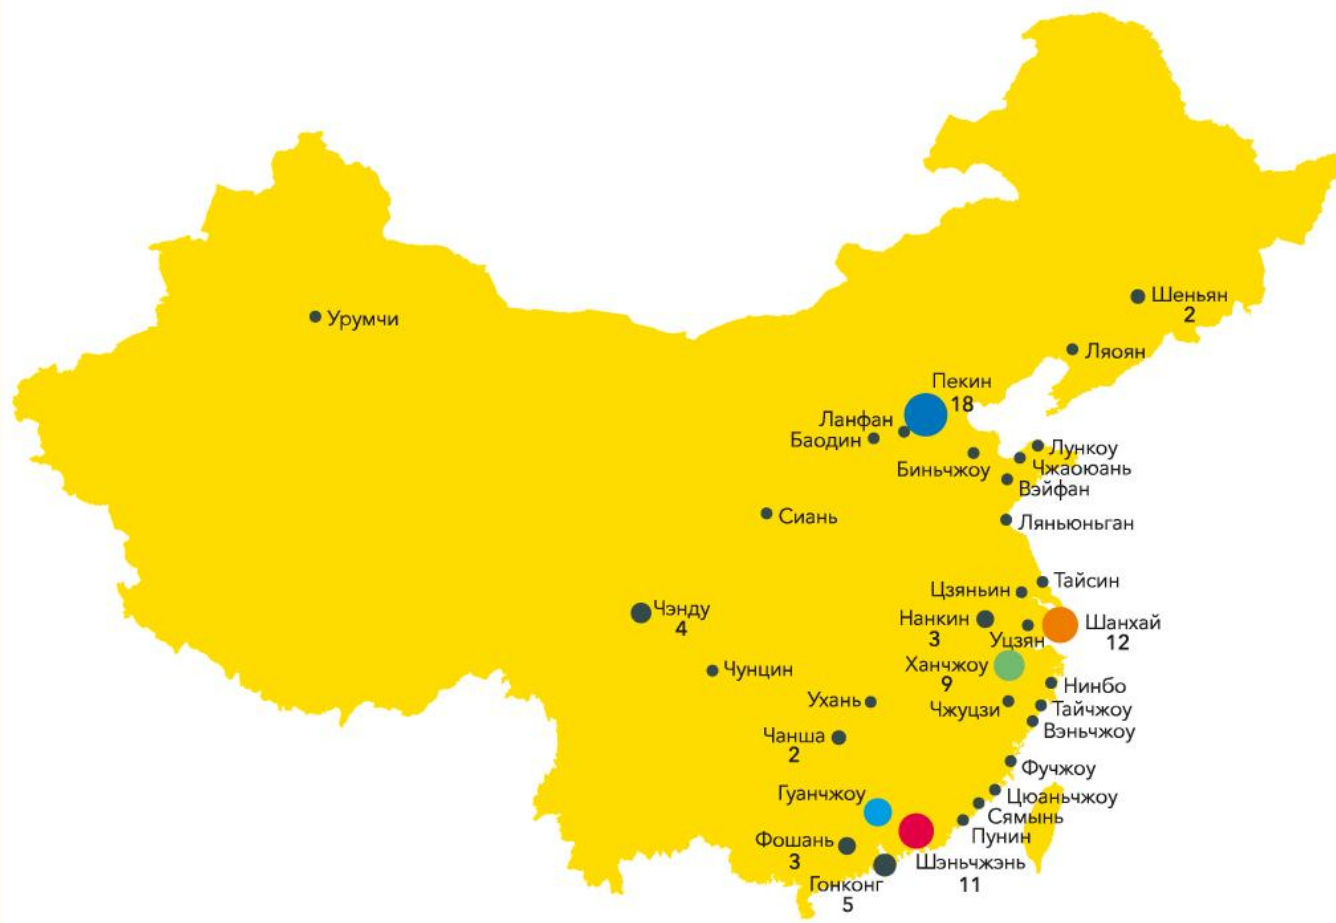 Шеньян
2
Урумчи
Ляоян
Пекин
18
Ланфан
Баодин
Лункоу
Биньчжоу
Чжаоюань
Вэйфан
Сиань
Ляньюньган
Тайсин
Цзяньин
Чэнду
4
Нанкин
3
Шанхай
12
Уцзян
Ханчжоу
9
Чунцин
Нинбо
Ухань
Чжуцзи
Тайчжоу
Вэньчжоу
Чанша
2
Фучжоу
Гуанчжоу
Цюаньчжоу
Сямынь
Пунин
Фошань
3
Шэньчжэнь
11
Гонконг
5